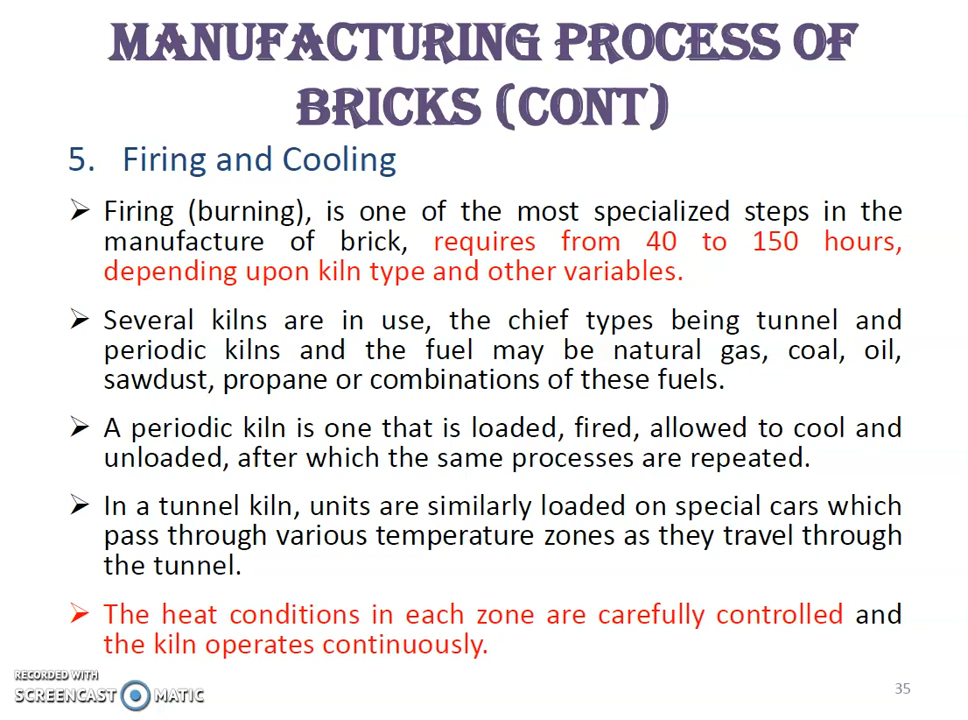 MANUFACTURING PROCESS OF
BRICKS (CONT)
5. Firing and Cooling
➢ Firing (burning), is one of the most specialized steps in the
manufacture of brick, requires from 40 to 150 hours,
depending upon kiln type and other variables.
➢ Several kilns are in use, the chief types being tunnel and
periodic kilns and the fuel may be natural gas, coal, oil,
sawdust, propane or combinations of these fuels.
➢ A periodic kiln is one that is loaded, fired, allowed to cool and
unloaded, after which the same processes are repeated.
➢ In a tunnel kiln, units are similarly loaded on special cars which
pass through various temperature zones as they travel through
the tunnel.
➢ The heat conditions in each zone are carefully controlled and
the kiln operates continuously.
RECORDED WITH
SCREENCAST MATIC
35